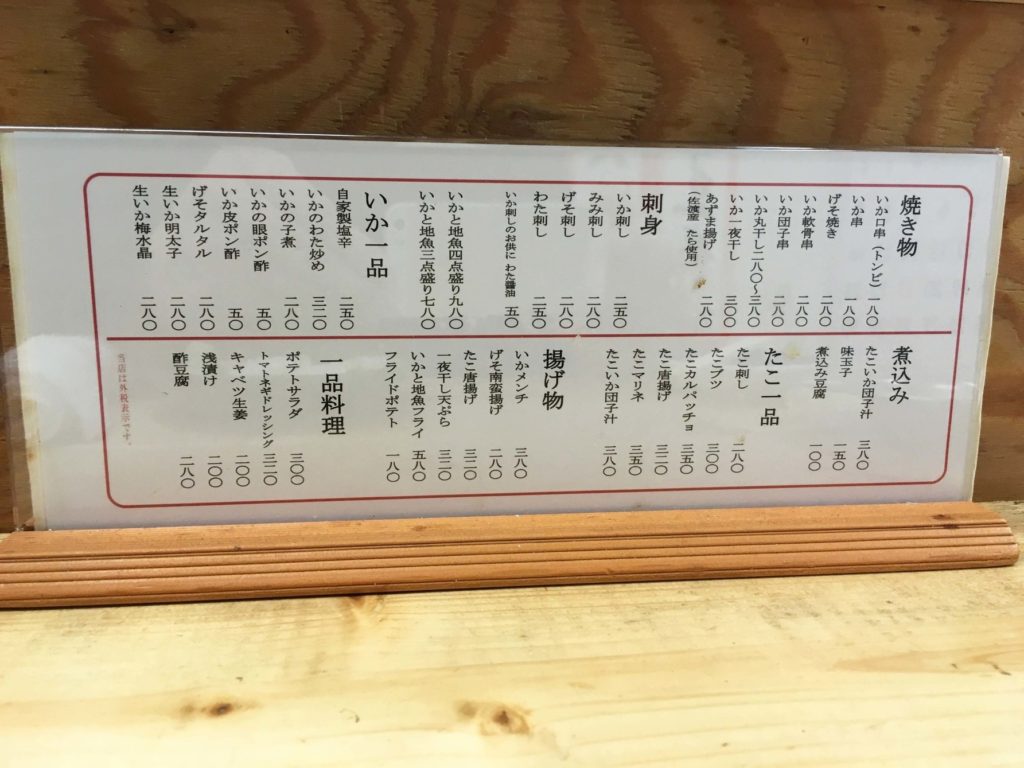 焼き物
いか口串（トンビ）一八〇
いか串 一八〇
げそ焼き 二八〇
いか軟骨串 二八〇
いか団子串 二八〇
いか丸干し二八〇〜三八〇
いか一夜干し 三〇〇
あずま揚げ 二八〇
（佐渡産 たら使用）
刺身
いか刺し 二五〇
みみ刺し 二八〇
げそ刺し 二八〇
わた刺し 二五〇
いか刺しのお供に わた醤油 五〇
いかと地魚四点盛り九八〇
いかと地魚三点盛り七八〇
いか一品
自家製塩辛 二五〇
いかのわた炒め 三二〇
いかの子煮 二八〇
いかの眼ポン酢 五〇
いか皮ポン酢 五〇
げそタルタル 二八〇
生いか明太子 二八〇
生いか梅水晶 二八〇
煮込み
たこいか団子汁 三八〇
味玉子 一五〇
煮込み豆腐 一〇〇
たこ一品
たこ刺し 一八〇
たこブツ 三〇〇
たこカルパッチョ 三五〇
たこ唐揚げ 三二〇
たこマリネ 三五〇
たこいか団子汁 三八〇
揚げ物
いかメンチ 三八〇
げそ南蛮揚げ 二八〇
たこ唐揚げ 三二〇
一夜干し天ぷら 三二〇
いかと地魚フライ 五八〇
フライドポテト 一八〇
一品料理
ポテトサラダ 三〇〇
トマトネギドレッシング 三二〇
キャベツ生姜 二〇〇
浅漬け 二〇〇
酢豆腐 二八〇
当店は外税表示です。